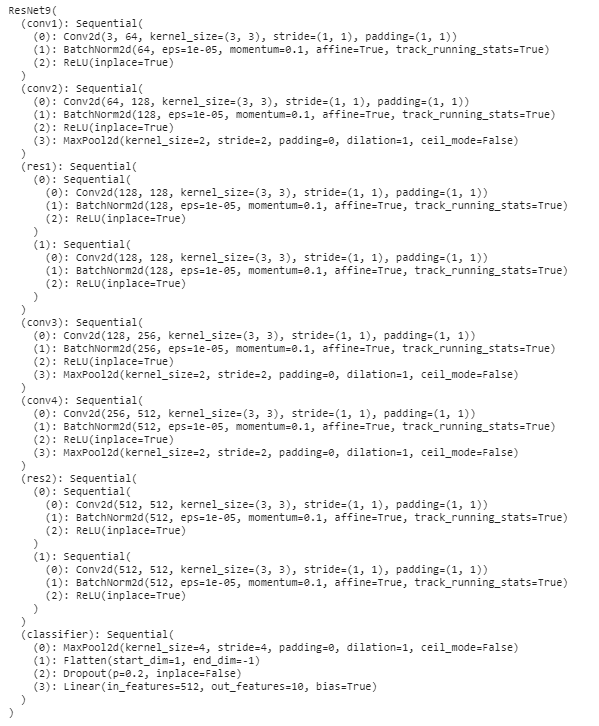 ResNet9(
  (conv1): Sequential(
    (0): Conv2d(3, 64, kernel_size=(3, 3), stride=(1, 1), padding=(1, 1))
    (1): BatchNorm2d(64, eps=1e-05, momentum=0.1, affine=True, track_running_stats=True)
    (2): ReLU(inplace=True)
  )
  (conv2): Sequential(
    (0): Conv2d(64, 128, kernel_size=(3, 3), stride=(1, 1), padding=(1, 1))
    (1): BatchNorm2d(128, eps=1e-05, momentum=0.1, affine=True, track_running_stats=True)
    (2): ReLU(inplace=True)
    (3): MaxPool2d(kernel_size=2, stride=2, padding=0, dilation=1, ceil_mode=False)
  )
  (res1): Sequential(
    (0): Sequential(
      (0): Conv2d(128, 128, kernel_size=(3, 3), stride=(1, 1), padding=(1, 1))
      (1): BatchNorm2d(128, eps=1e-05, momentum=0.1, affine=True, track_running_stats=True)
      (2): ReLU(inplace=True)
    )
    (1): Sequential(
      (0): Conv2d(128, 128, kernel_size=(3, 3), stride=(1, 1), padding=(1, 1))
      (1): BatchNorm2d(128, eps=1e-05, momentum=0.1, affine=True, track_running_stats=True)
      (2): ReLU(inplace=True)
    )
  )
  (conv3): Sequential(
    (0): Conv2d(128, 256, kernel_size=(3, 3), stride=(1, 1), padding=(1, 1))
    (1): BatchNorm2d(256, eps=1e-05, momentum=0.1, affine=True, track_running_stats=True)
    (2): ReLU(inplace=True)
    (3): MaxPool2d(kernel_size=2, stride=2, padding=0, dilation=1, ceil_mode=False)
  )
  (conv4): Sequential(
    (0): Conv2d(256, 512, kernel_size=(3, 3), stride=(1, 1), padding=(1, 1))
    (1): BatchNorm2d(512, eps=1e-05, momentum=0.1, affine=True, track_running_stats=True)
    (2): ReLU(inplace=True)
    (3): MaxPool2d(kernel_size=2, stride=2, padding=0, dilation=1, ceil_mode=False)
  )
  (res2): Sequential(
    (0): Sequential(
      (0): Conv2d(512, 512, kernel_size=(3, 3), stride=(1, 1), padding=(1, 1))
      (1): BatchNorm2d(512, eps=1e-05, momentum=0.1, affine=True, track_running_stats=True)
      (2): ReLU(inplace=True)
    )
    (1): Sequential(
      (0): Conv2d(512, 512, kernel_size=(3, 3), stride=(1, 1), padding=(1, 1))
      (1): BatchNorm2d(512, eps=1e-05, momentum=0.1, affine=True, track_running_stats=True)
      (2): ReLU(inplace=True)
    )
  )
  (classifier): Sequential(
    (0): MaxPool2d(kernel_size=4, stride=4, padding=0, dilation=1, ceil_mode=False)
    (1): Flatten(start_dim=1, end_dim=-1)
    (2): Dropout(p=0.2, inplace=False)
    (3): Linear(in_features=512, out_features=10, bias=True)
  )
)